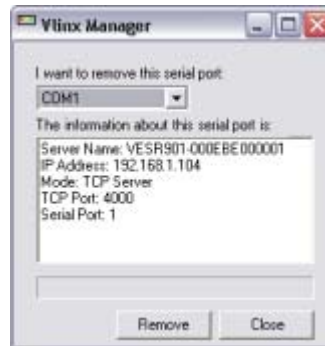 Vlinx Manager
I want to remove this serial port:
COM1
The information about this serial port is:
Server Name: VESR901-000EBE000001
IP Address: 192.168.1.104
Mode: TCP Server
TCP Port: 4000
Serial Port: 1
Remove Close